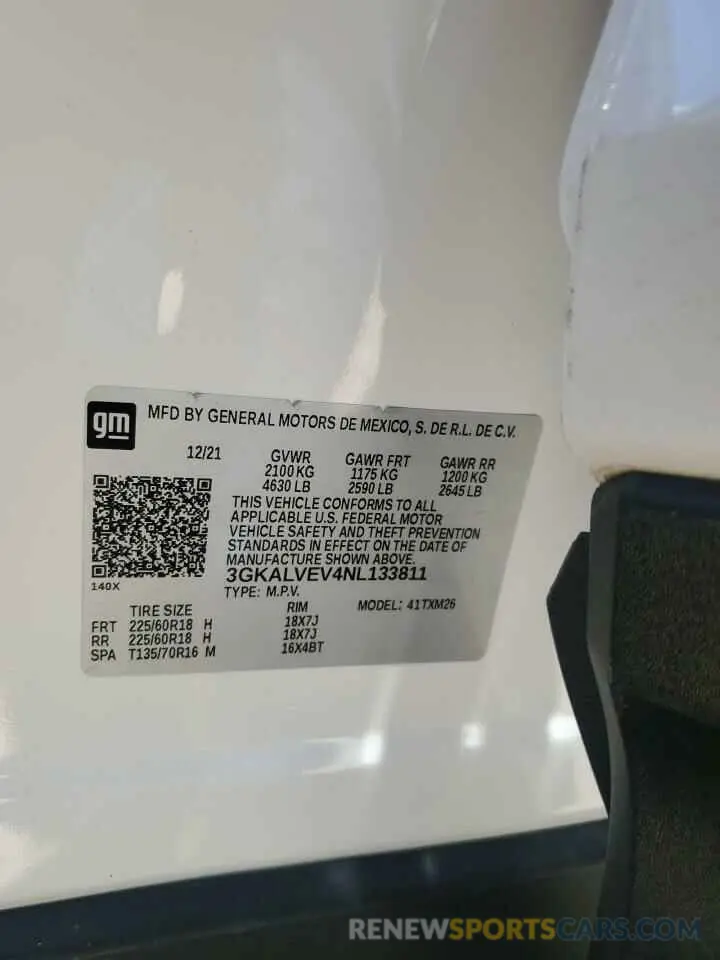 gm MFD BY GENERAL MOTORS DE MEXICO, S. DE R.L. DE C.V.
12/21 GVWR GAWR FRT GAWR RR
2100 KG 1175 KG 1200 KG
4630 LB 2590 LB 2645 LB
THIS VEHICLE CONFORMS TO ALL
APPLICABLE U.S. FEDERAL MOTOR
VEHICLE SAFETY AND THEFT PREVENTION
STANDARDS IN EFFECT ON THE DATE OF
MANUFACTURE SHOWN ABOVE.
3GKALVEV4NL133811
140X TYPE: M.P.V.
TIRE SIZE RIM MODEL: 41TXM26
FRT 225/60R18 H 18X7J
RR 225/60R18 H 18X7J
SPA T135/70R16 M 16X4BT
RENEWSPORTSCARS.COM